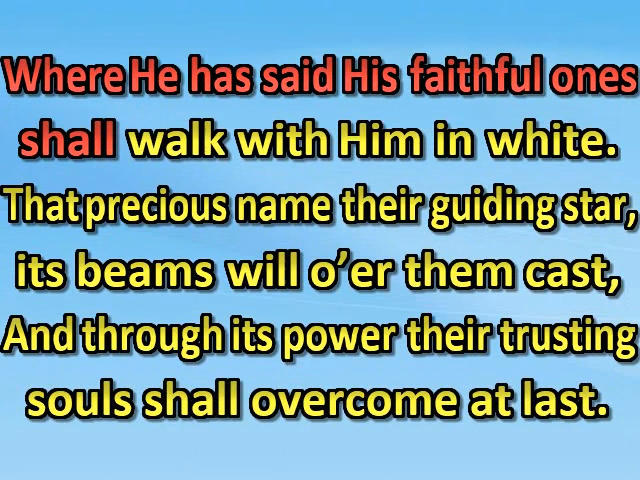 Where He has said His faithful ones
shall walk with Him in white.
That precious name their guiding star,
its beams will o’er them cast,
And through its power their trusting
souls shall overcome at last.